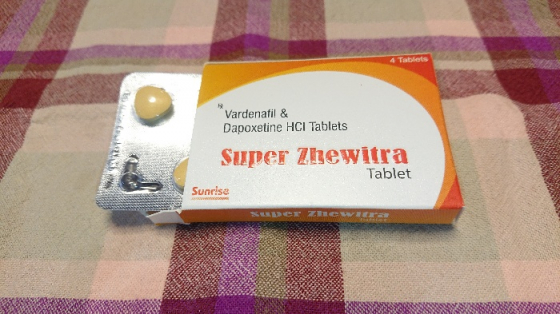 4 Tablets
℞ Vardenafil &
Dapoxetine HCl Tablets
Super Zhewitra
Tablet
Sunrise
Super Zhewitra